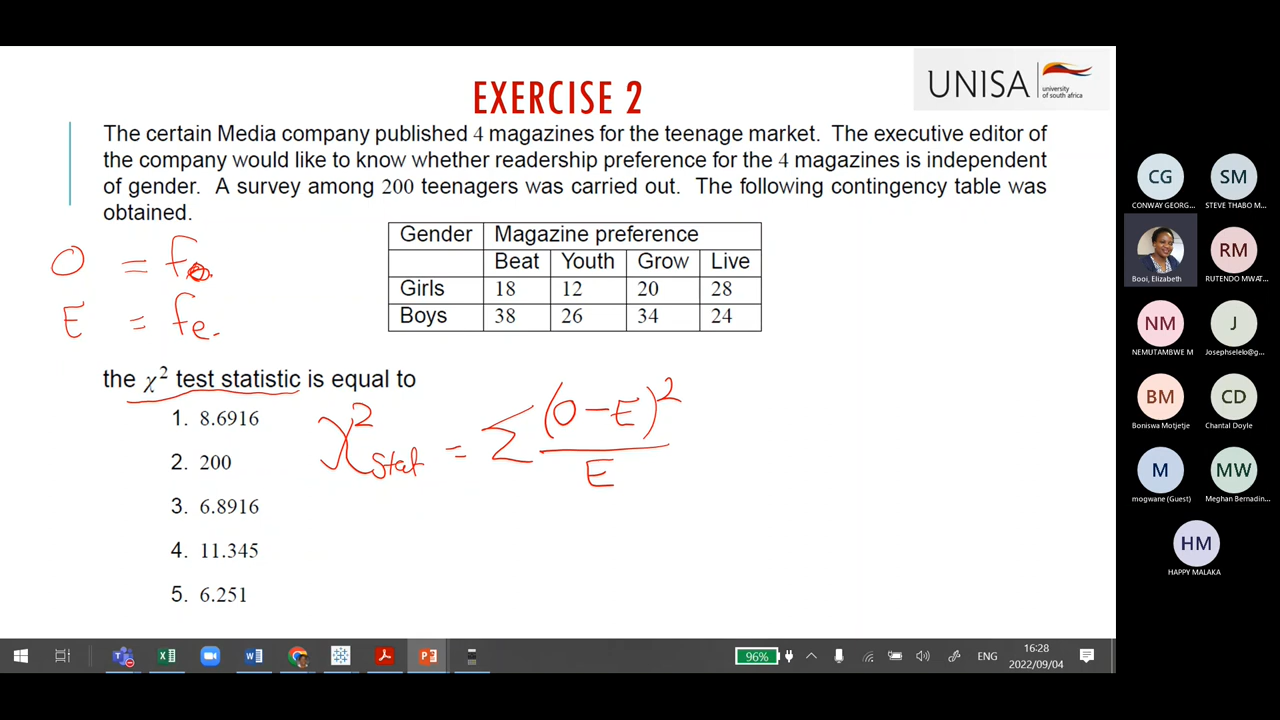 EXERCISE 2
UNISA
university
of south africa
The certain Media company published 4 magazines for the teenage market. The executive editor of
the company would like to know whether readership preference for the 4 magazines is independent
of gender. A survey among 200 teenagers was carried out. The following contingency table was
obtained.
Gender Magazine preference
Beat Youth Grow Live
Girls 18 12 20 28
Boys 38 26 34 24
O = fo.
E = fe.
the χ² test statistic is equal to
1. 8.6916
2. 200
3. 6.8916
4. 11.345
5. 6.251
χ²stat = Σ (O – E)² / E
CG SM
CONWAY GEORG... STEVE THABO M...
RM
Booi, Elizabeth RUTENDO MWAT...
NM J
NEMUTAMBWE M Josephselelo@g...
BM CD
Boniswa Motjetje Chantal Doyle
M MW
mogwane (Guest) Meghan Bernadin...
HM
HAPPY MALAKA
96% ENG 16:28
2022/09/04